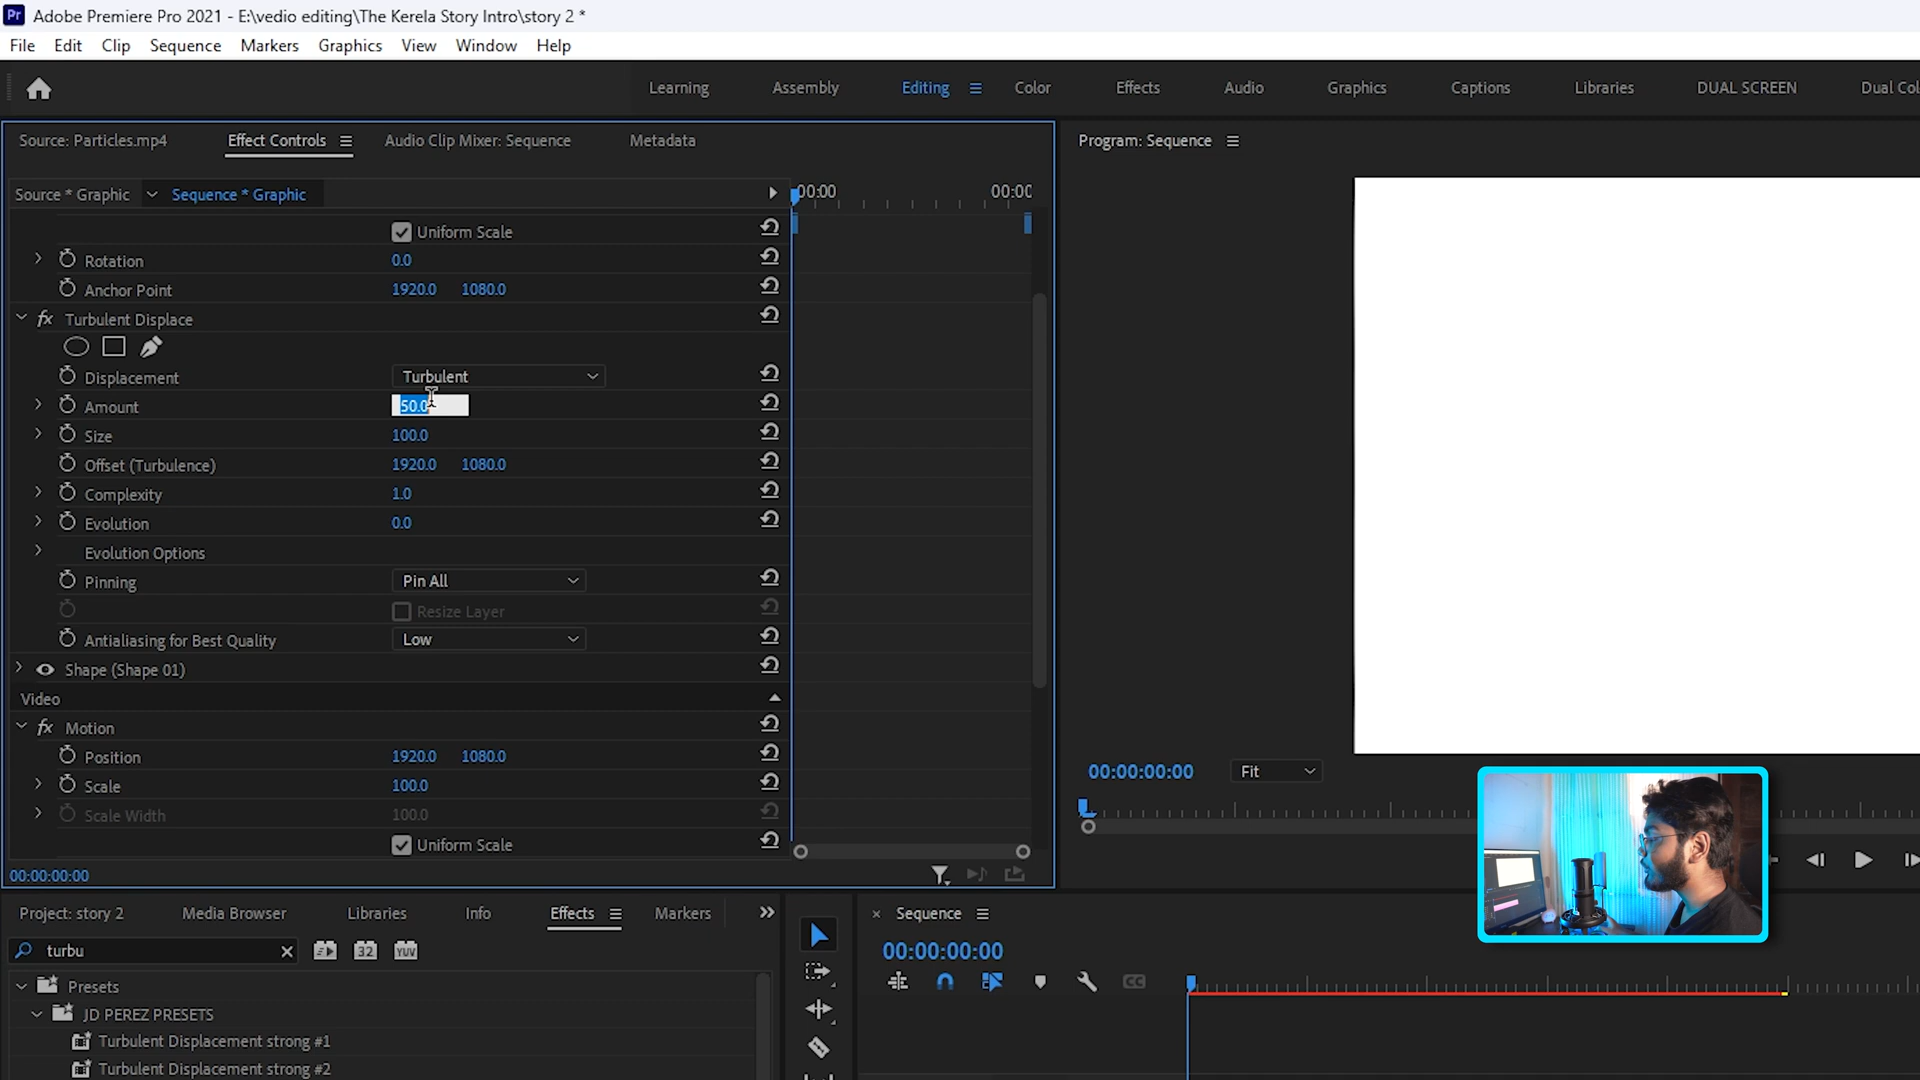 Pr Adobe Premiere Pro 2021 - E:\vedio editing\The Kerela Story Intro\story 2 *
File Edit Clip Sequence Markers Graphics View Window Help
Learning Assembly Editing Color Effects Audio Graphics Captions Libraries DUAL SCREEN Dual Col
Source: Particles.mp4 Effect Controls Audio Clip Mixer: Sequence Metadata
Program: Sequence
Source * Graphic Sequence * Graphic
:00:00 00:00
Uniform Scale
Rotation 0.0
Anchor Point 1920.0 1080.0
fx Turbulent Displace
Displacement Turbulent
Amount 50.0
Size 100.0
Offset (Turbulence) 1920.0 1080.0
Complexity 1.0
Evolution 0.0
Evolution Options
Pinning Pin All
Resize Layer
Antialiasing for Best Quality Low
Shape (Shape 01)
Video
fx Motion
Position 1920.0 1080.0
Scale 100.0
Scale Width 100.0
Uniform Scale
00:00:00:00
00:00:00:00 Fit
Project: story 2 Media Browser Libraries Info Effects Markers
turbu 32 YUV
Presets
JD PEREZ PRESETS
Turbulent Displacement strong #1
Turbulent Displacement strong #2
× Sequence
00:00:00:00
CC